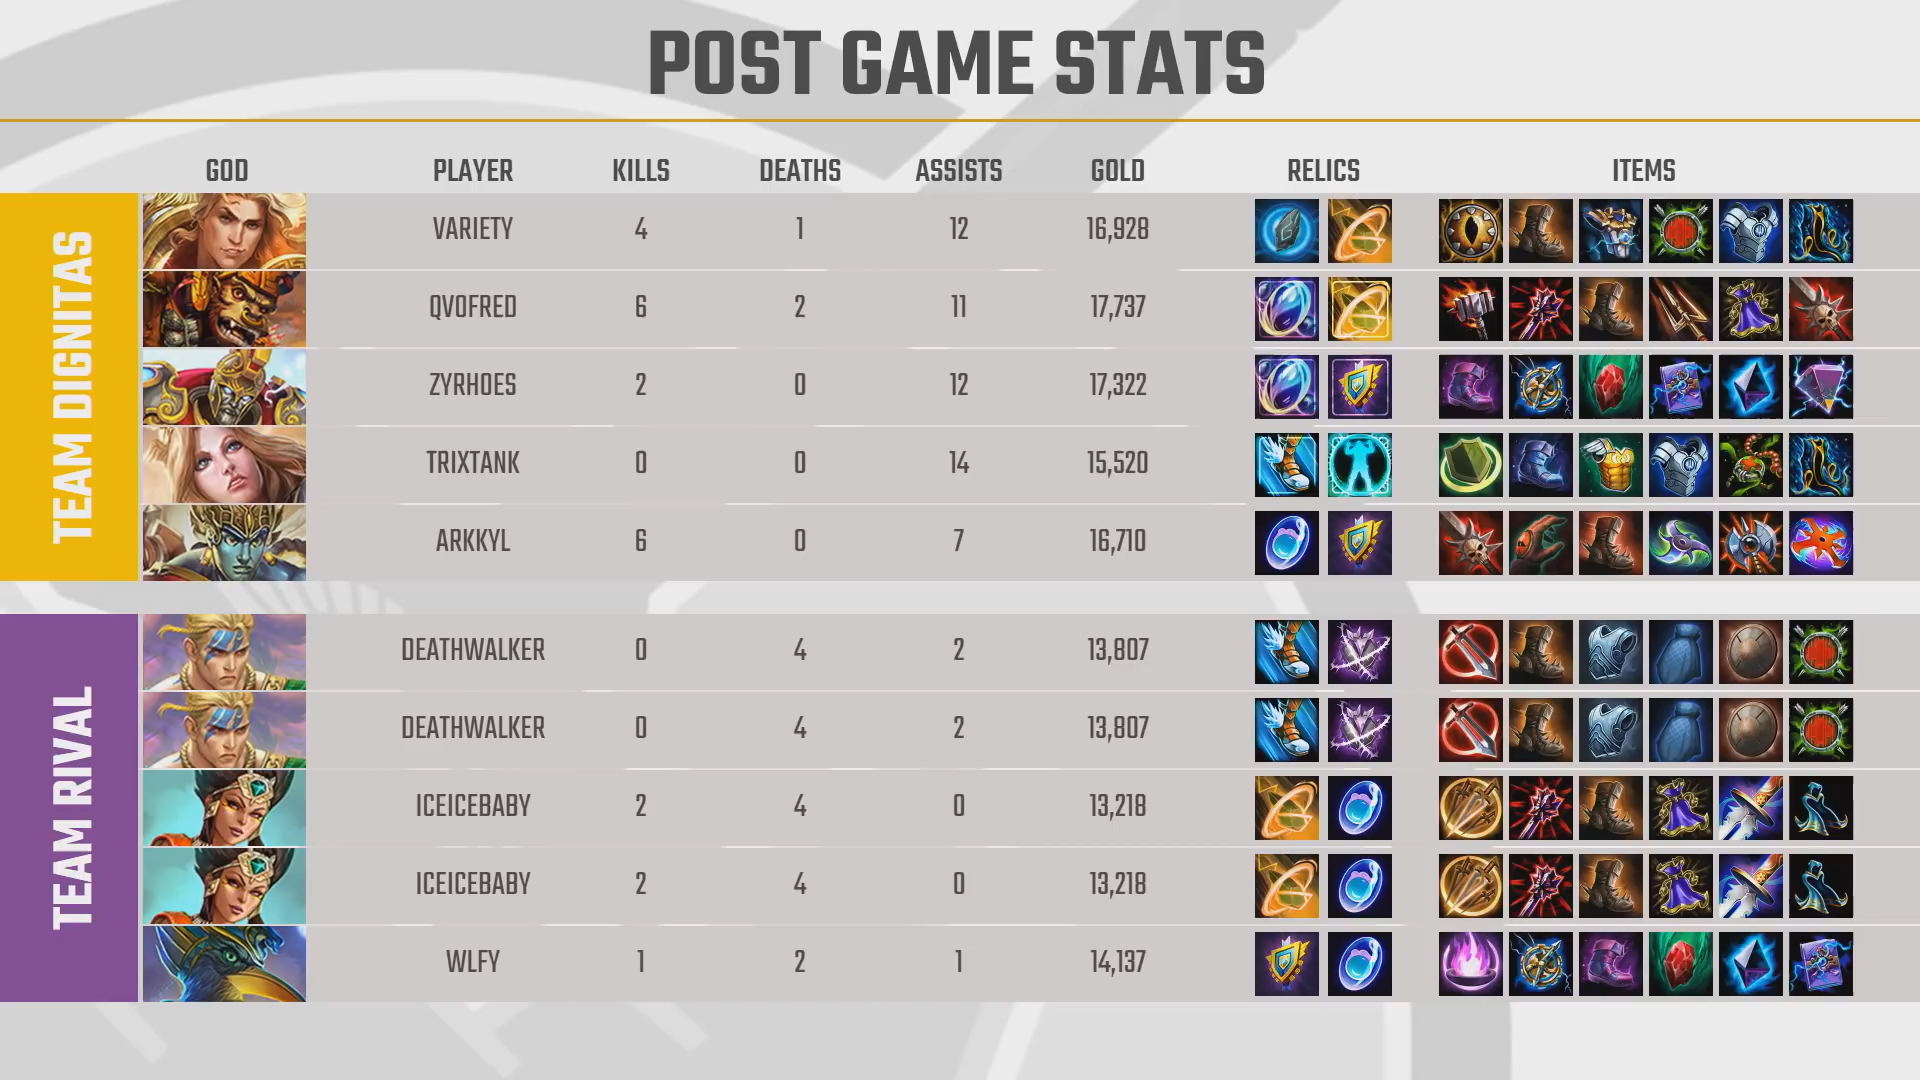 POST GAME STATS
GOD PLAYER KILLS DEATHS ASSISTS GOLD RELICS ITEMS
TEAM DIGNITAS
VARIETY 4 1 12 16,928
QVOFRED 6 2 11 17,737
ZYRHOES 2 0 12 17,322
TRIXTANK 0 0 14 15,520
ARKKYL 6 0 7 16,710
TEAM RIVAL
DEATHWALKER 0 4 2 13,807
DEATHWALKER 0 4 2 13,807
ICEICEBABY 2 4 0 13,218
ICEICEBABY 2 4 0 13,218
WLFY 1 2 1 14,137